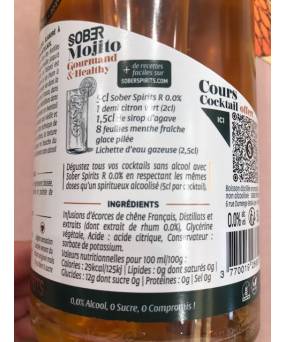 SOBER
Mojito
Gourmand
& Healthy
+ de recettes
faciles sur
SOBERSPIRITS.COM
Cours
Cocktail offert
ICI
5cl Sober Spirits R 0.0%
1 demi citron vert (2cl)
1,5cl de sirop d'agave
8 feuilles menthe fraîche
glace pilée
Lichette d'eau gazeuse (2,5cl)
Dégustez tous vos cocktails sans alcool avec
Sober Spirits R 0.0% en respectant les mêmes
doses qu'un spiritueux alcoolisé (5cl par cocktail).
INGRÉDIENTS
Infusions d'écorces de chêne Français, Distillats et
extraits (dont extrait de rhum 0.0%), Glycérine
végétale, Acide : acide citrique, Conservateur :
sorbate de potassium.
Valeurs nutritionnelles pour 100 ml/100g :
Calories : 25kcal/125kj | Lipides : 0g dont saturés 0g |
Glucides : 12g dont sucre 0g | Protéines : 0g | Sel 0g
0.0% Alcool, 0 Sucre, 0 Compromis !
Boisson
0.0%